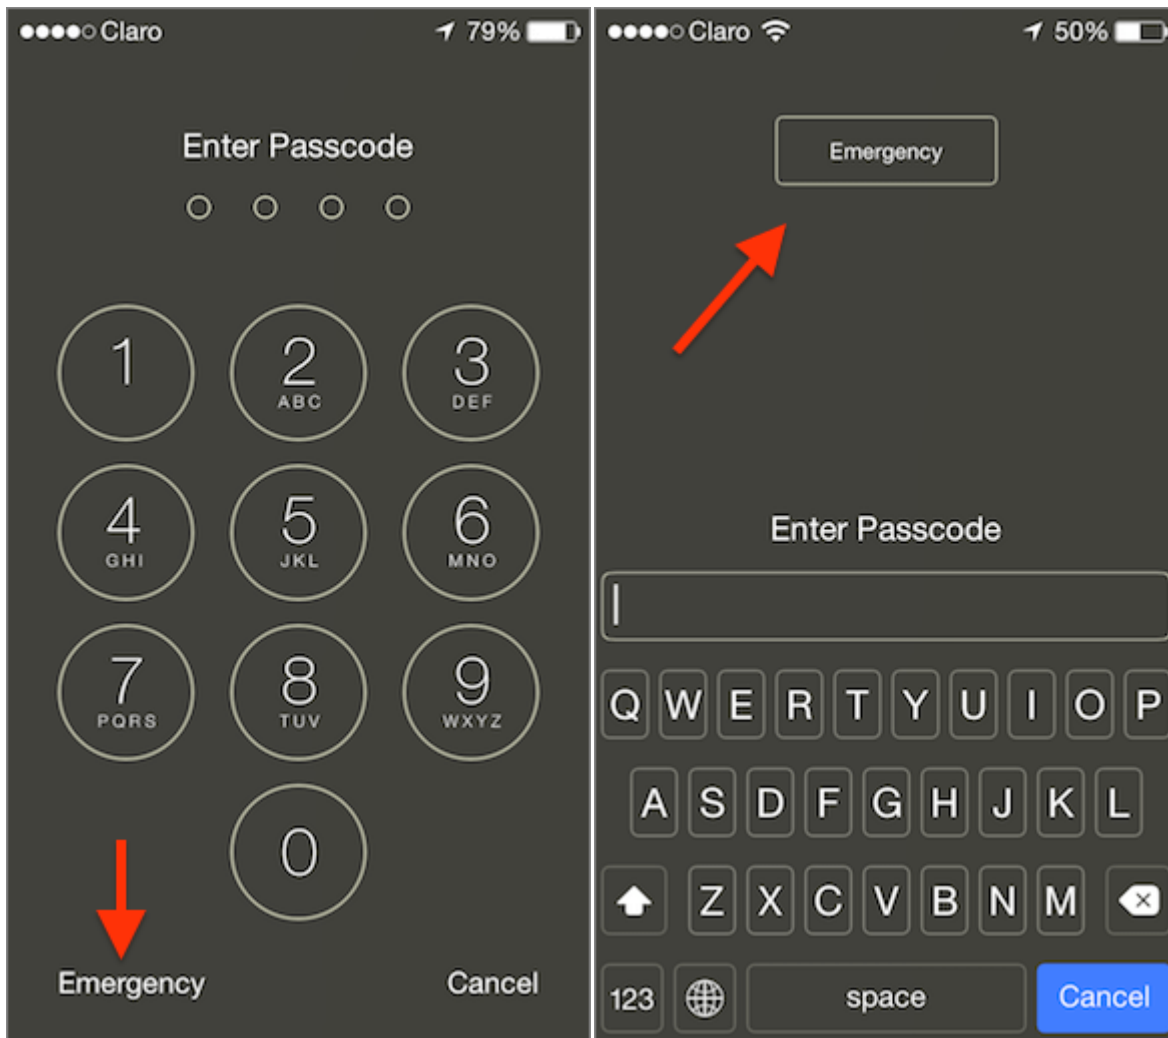 Claro 79%
Enter Passcode
1 2 3
ABC DEF
4 5 6
GHI JKL MNO
7 8 9
PQRS TUV WXYZ
0
Emergency Cancel
Claro 50%
Emergency
Enter Passcode
Q W E R T Y U I O P
A S D F G H J K L
Z X C V B N M
123 space Cancel